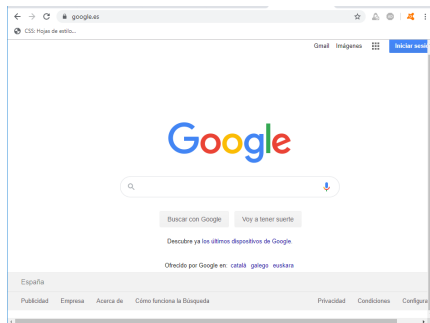 google.es
CSS: Hojas de estilo...
Gmail Imágenes Iniciar sesi
Google
Buscar con Google Voy a tener suerte
Descubre ya los últimos dispositivos de Google.
Ofrecido por Google en: català galego euskara
España
Publicidad Empresa Acerca de Cómo funciona la Búsqueda Privacidad Condiciones Configura